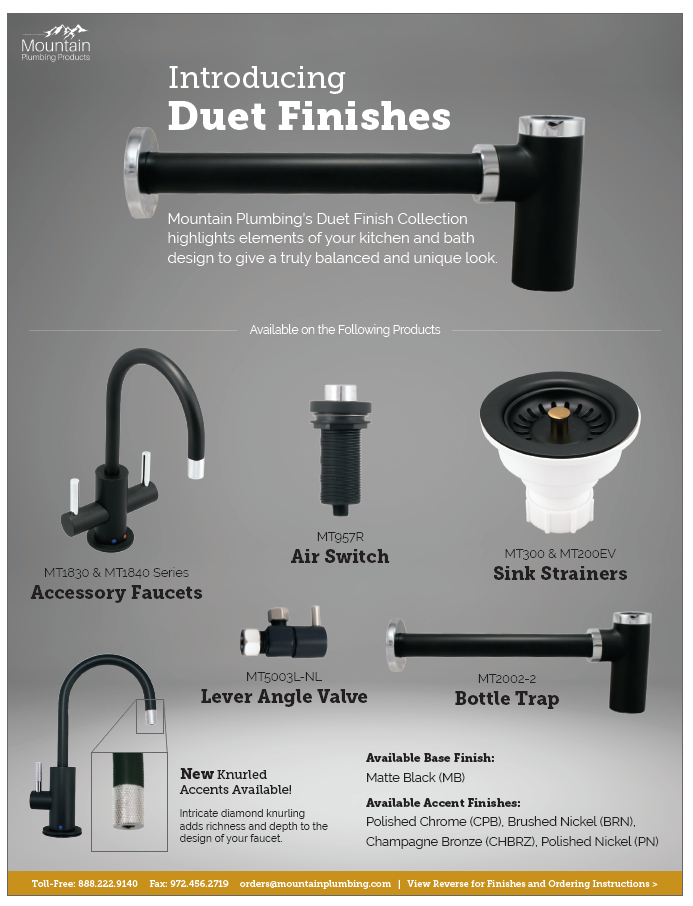 Mountain
Plumbing Products
Introducing
Duet Finishes
Mountain Plumbing's Duet Finish Collection
highlights elements of your kitchen and bath
design to give a truly balanced and unique look.
Available on the Following Products
MT1830 & MT1840 Series
Accessory Faucets
MT957R
Air Switch
MT300 & MT200EV
Sink Strainers
MT5003L-NL
Lever Angle Valve
MT2002-2
Bottle Trap
New Knurled
Accents Available!
Intricate diamond knurling
adds richness and depth to the
design of your faucet.
Available Base Finish:
Matte Black (MB)
Available Accent Finishes:
Polished Chrome (CPB), Brushed Nickel (BRN),
Champagne Bronze (CHBRZ), Polished Nickel (PN)
Toll-Free: 888.222.9140 Fax: 972.456.2719 orders@mountainplumbing.com | View Reverse for Finishes and Ordering Instructions >